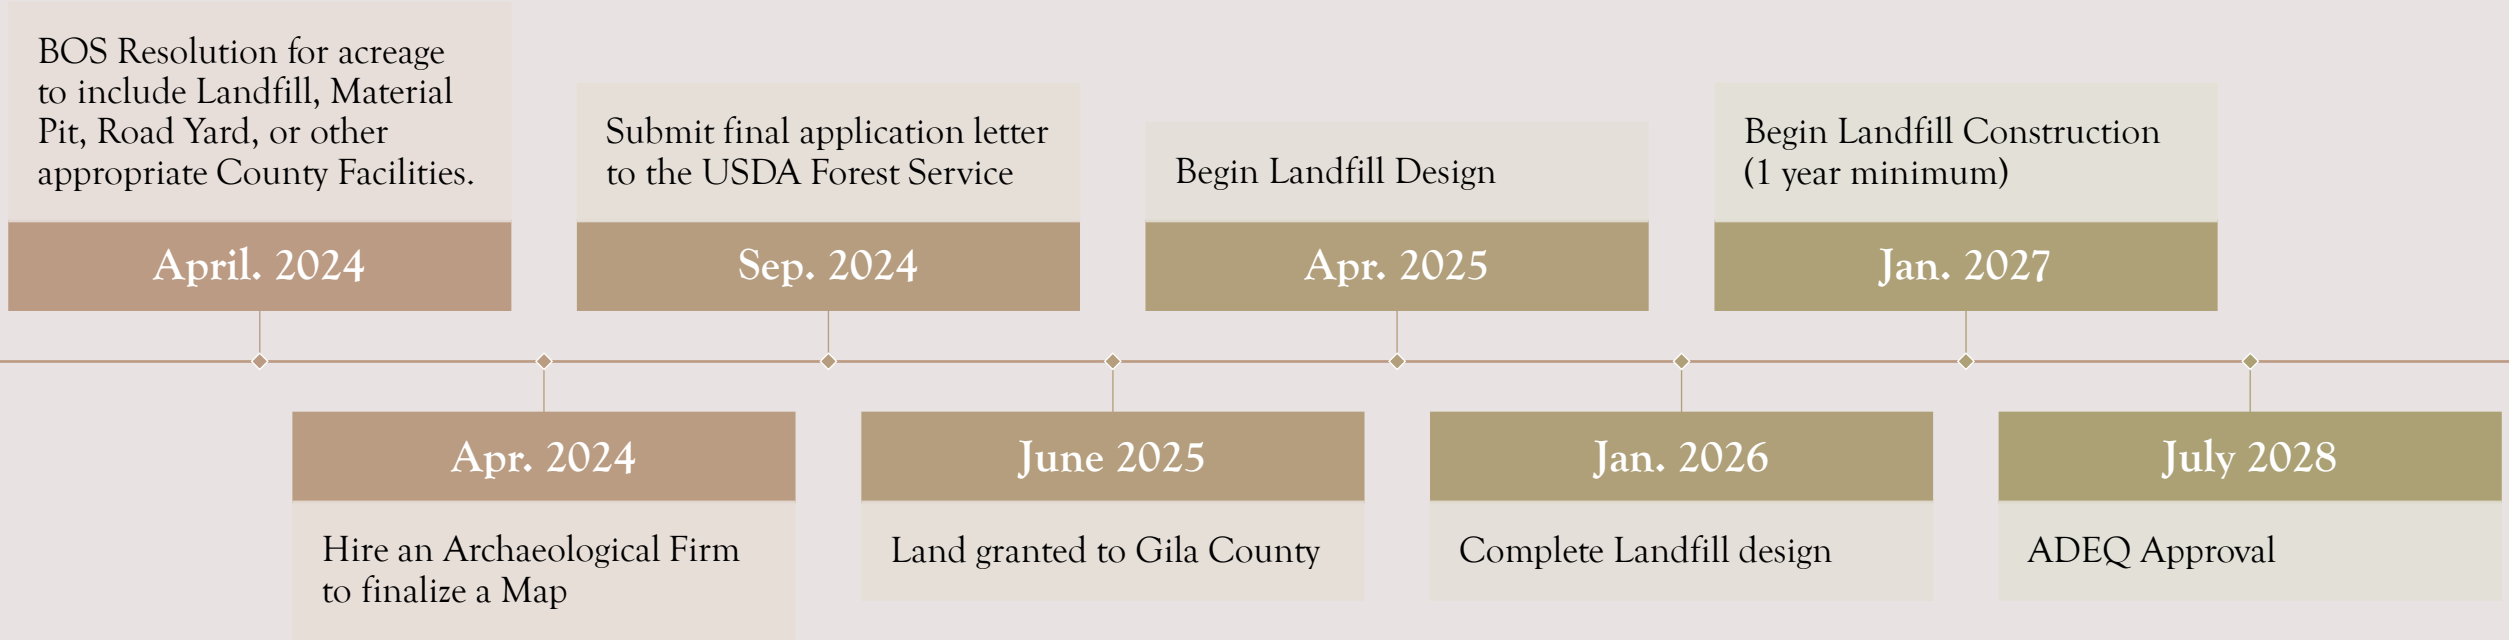 BOS Resolution for acreage
to include Landfill, Material
Pit, Road Yard, or other
appropriate County Facilities.
April. 2024
Apr. 2024
Hire an Archaeological Firm
to finalize a Map
Submit final application letter
to the USDA Forest Service
Sep. 2024
June 2025
Land granted to Gila County
Begin Landfill Design
Apr. 2025
Jan. 2026
Complete Landfill design
Begin Landfill Construction
(1 year minimum)
Jan. 2027
July 2028
ADEQ Approval